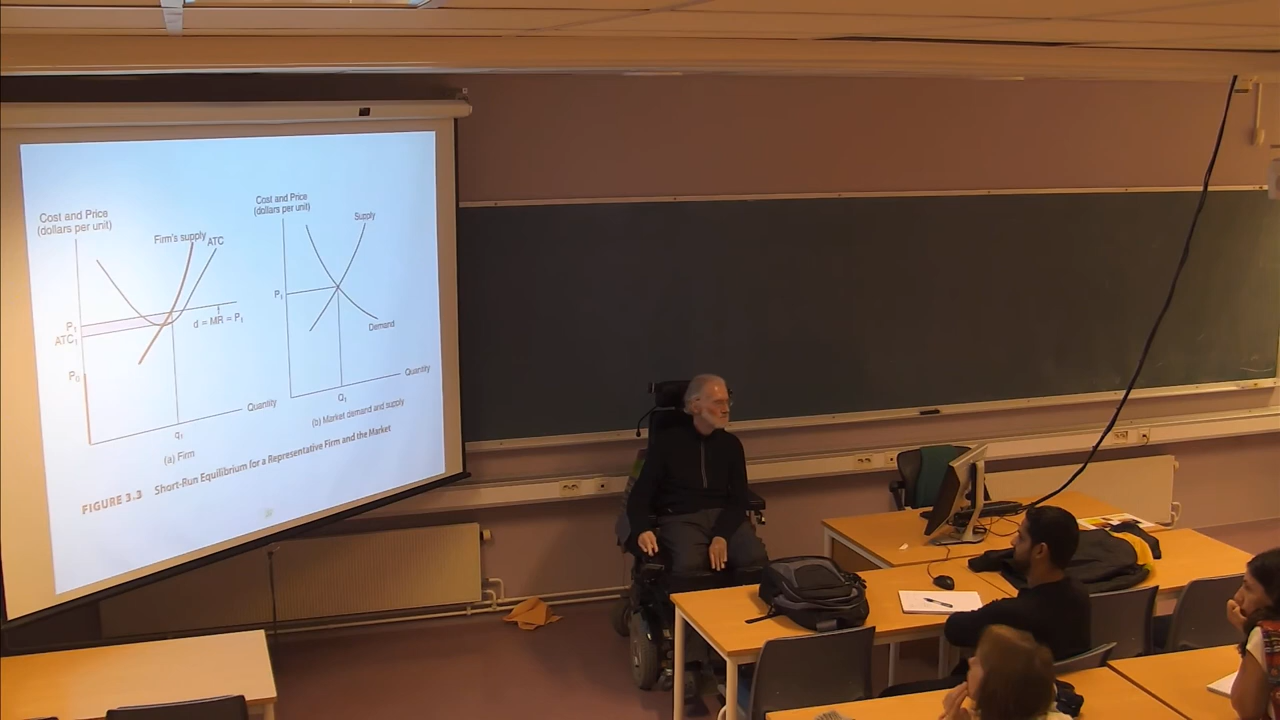 Cost and Price
(dollars per unit)
Firm's supply
ATC
P1
ATC1
d = MR = P1
P0
Quantity
q1
(a) Firm
Cost and Price
(dollars per unit)
Supply
P1
Demand
Quantity
Q1
(b) Market demand and supply
FIGURE 3.3 Short-Run Equilibrium for a Representative Firm and the Market